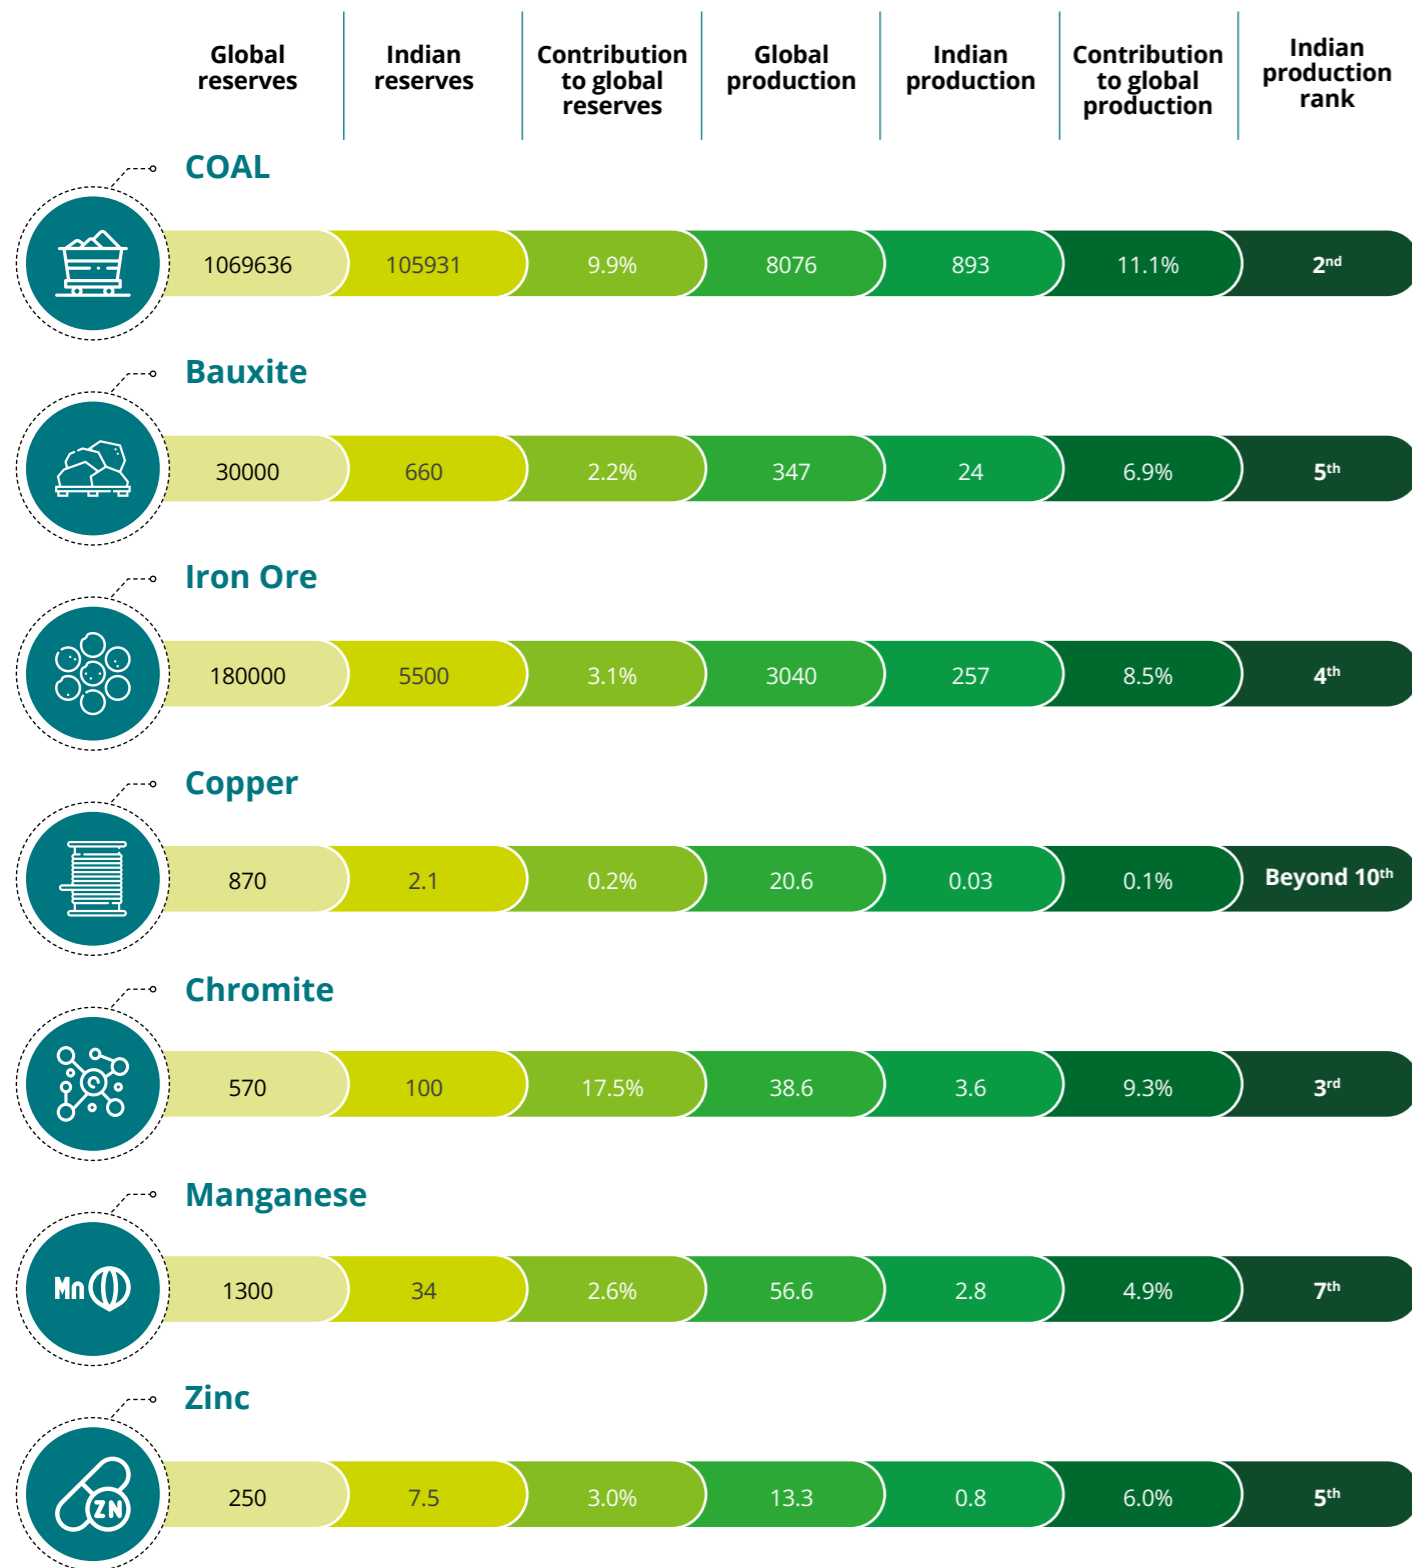 Global
reserves
Indian
reserves
Contribution
to global
reserves
Global
production
Indian
production
Contribution
to global
production
Indian
production
rank
COAL
1069636 105931 9.9% 8076 893 11.1% 2nd
Bauxite
30000 660 2.2% 347 24 6.9% 5th
Iron Ore
180000 5500 3.1% 3040 257 8.5% 4th
Copper
870 2.1 0.2% 20.6 0.03 0.1% Beyond 10th
Chromite
570 100 17.5% 38.6 3.6 9.3% 3rd
Manganese
Mn 1300 34 2.6% 56.6 2.8 4.9% 7th
Zinc
ZN 250 7.5 3.0% 13.3 0.8 6.0% 5th